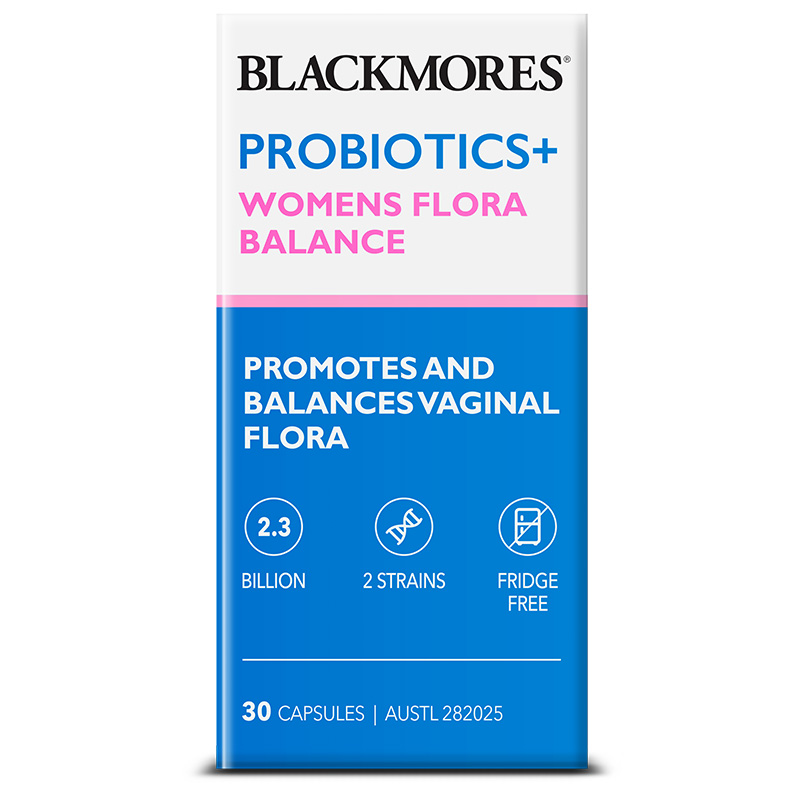 BLACKMORES®
PROBIOTICS+
WOMENS FLORA
BALANCE
PROMOTES AND
BALANCES VAGINAL
FLORA
2.3
BILLION
2 STRAINS
FRIDGE
FREE
30 CAPSULES | AUSTL 282025